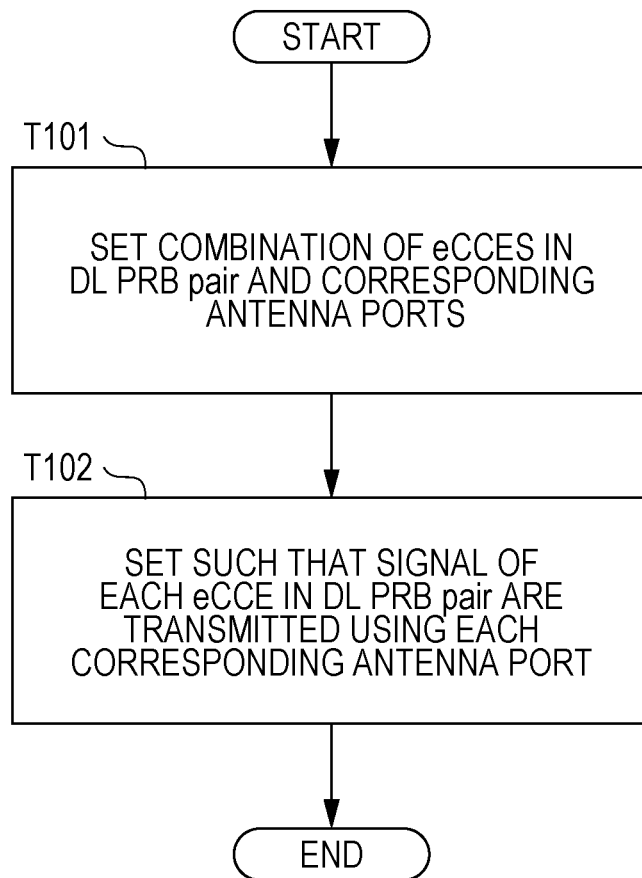 START
T101
SET COMBINATION OF eCCES IN
DL PRB pair AND CORRESPONDING
ANTENNA PORTS
T102
SET SUCH THAT SIGNAL OF
EACH eCCE IN DL PRB pair ARE
TRANSMITTED USING EACH
CORRESPONDING ANTENNA PORT
END